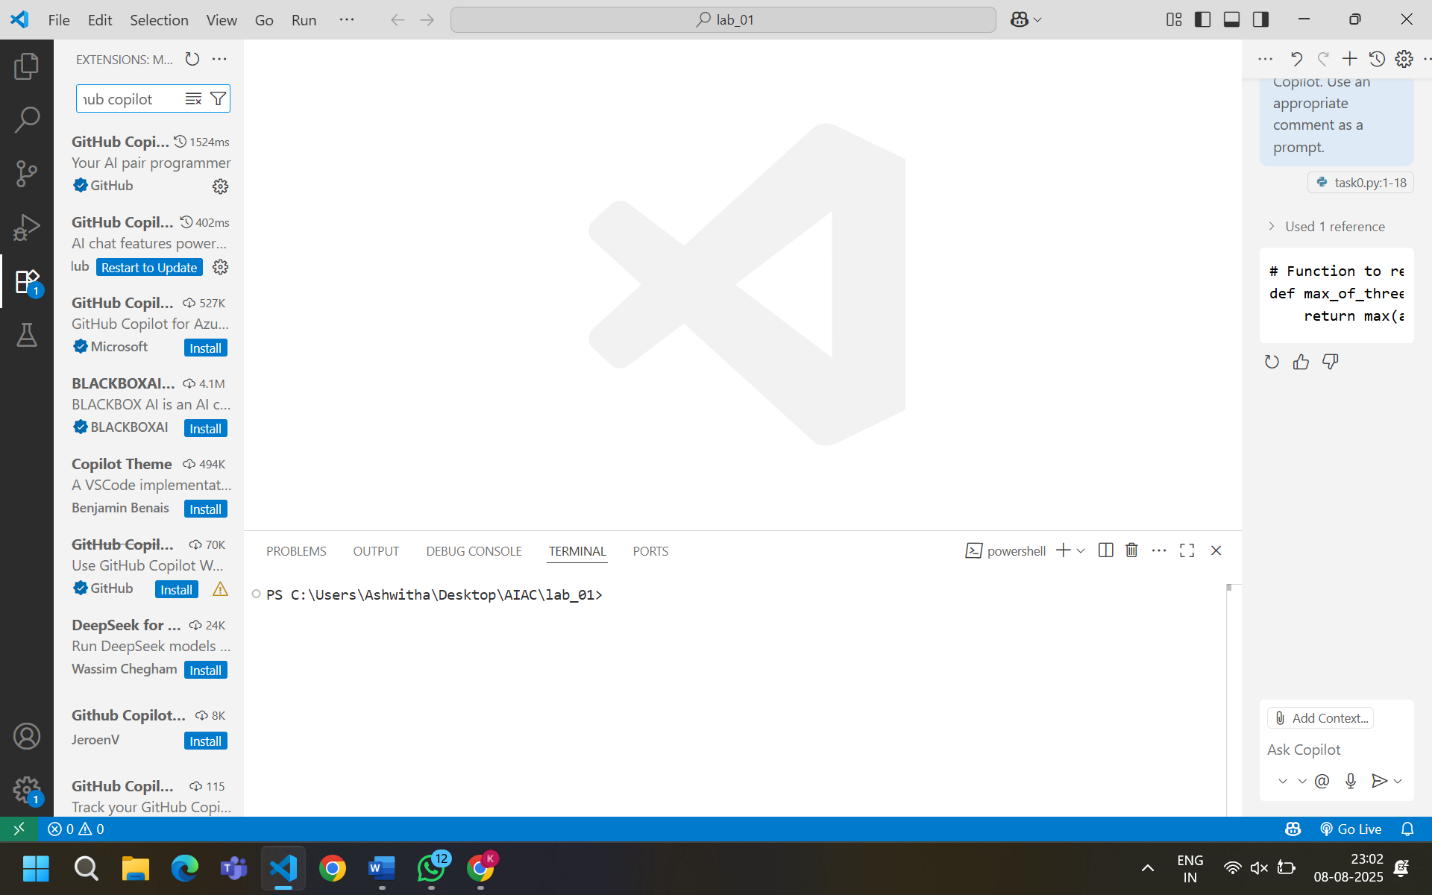 File Edit Selection View Go Run ··· lab_01
EXTENSIONS: M...
hub copilot
GitHub Copi... 1524ms
Your AI pair programmer
GitHub
GitHub Copil... 402ms
AI chat features power...
lub Restart to Update
GitHub Copil... 527K
GitHub Copilot for Azu...
Microsoft Install
BLACKBOXAI... 4.1M
BLACKBOX AI is an AI c...
BLACKBOXAI Install
Copilot Theme 494K
A VSCode implementat...
Benjamin Benais Install
GitHub Copil... 70K
Use GitHub Copilot W...
GitHub Install
DeepSeek for ... 24K
Run DeepSeek models ...
Wassim Chegham Install
Github Copilot... 8K
JeroenV Install
GitHub Copil... 115
Track your GitHub Copi...
1
1
PROBLEMS OUTPUT DEBUG CONSOLE TERMINAL PORTS powershell
PS C:\Users\Ashwitha\Desktop\AIAC\lab_01>
Copilot. Use an
appropriate
comment as a
prompt.
task0.py:1-18
Used 1 reference
# Function to re
def max_of_three
return max(a
Add Context...
Ask Copilot
@
0 0 Go Live
12 K
ENG
IN
23:02
08-08-2025